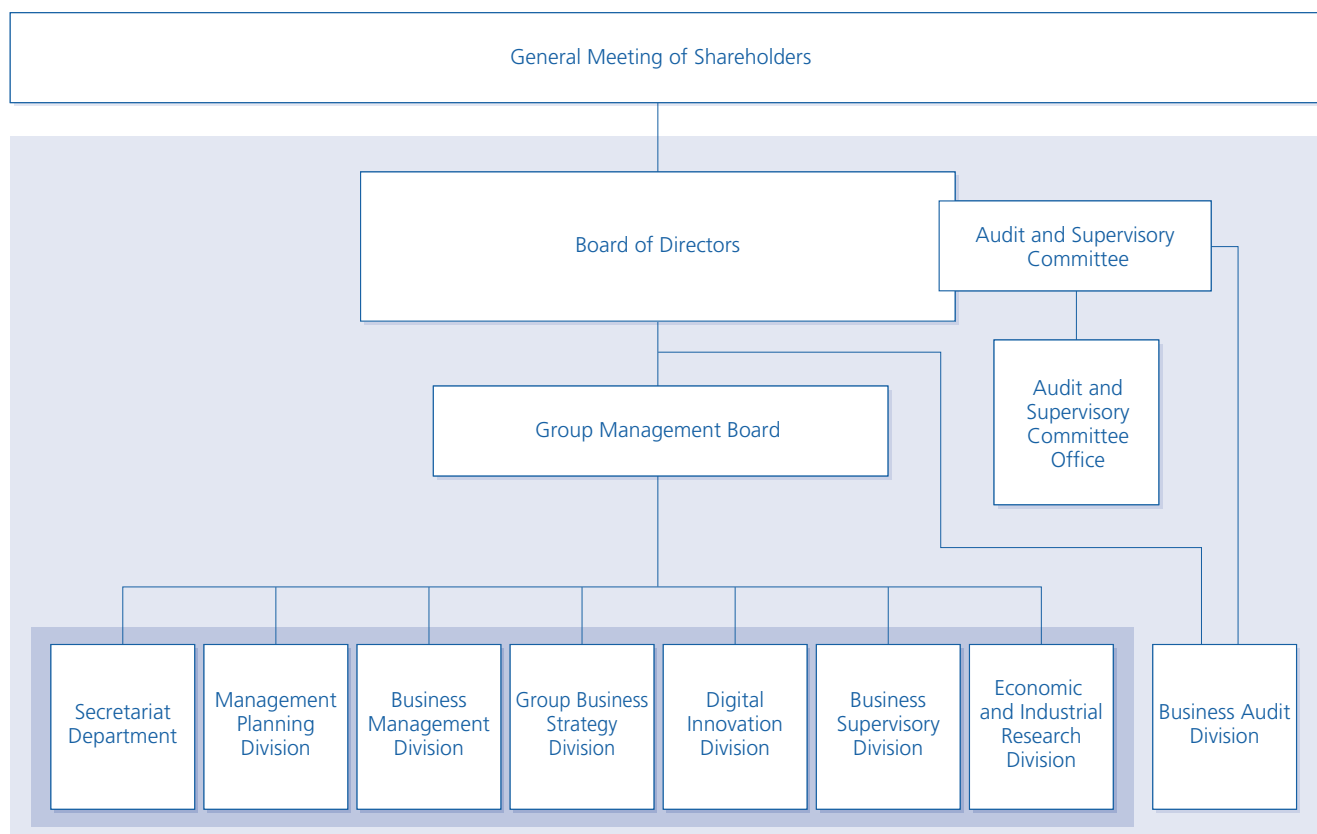 General Meeting of Shareholders
Board of Directors
Audit and Supervisory
Committee
Audit and
Supervisory
Committee
Office
Group Management Board
Secretariat
Department
Management
Planning
Division
Business
Management
Division
Group Business
Strategy
Division
Digital
Innovation
Division
Business
Supervisory
Division
Economic
and Industrial
Research
Division
Business Audit
Division